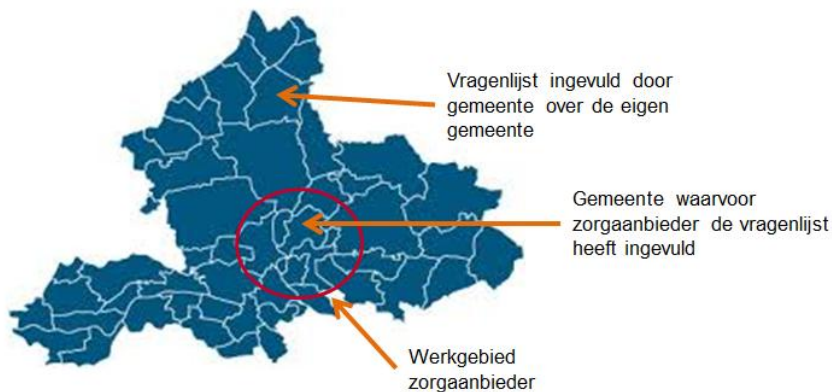 Vragenlijst ingevuld door
gemeente over de eigen
gemeente
Gemeente waarvoor
zorgaanbieder de vragenlijst
heeft ingevuld
Werkgebied
zorgaanbieder